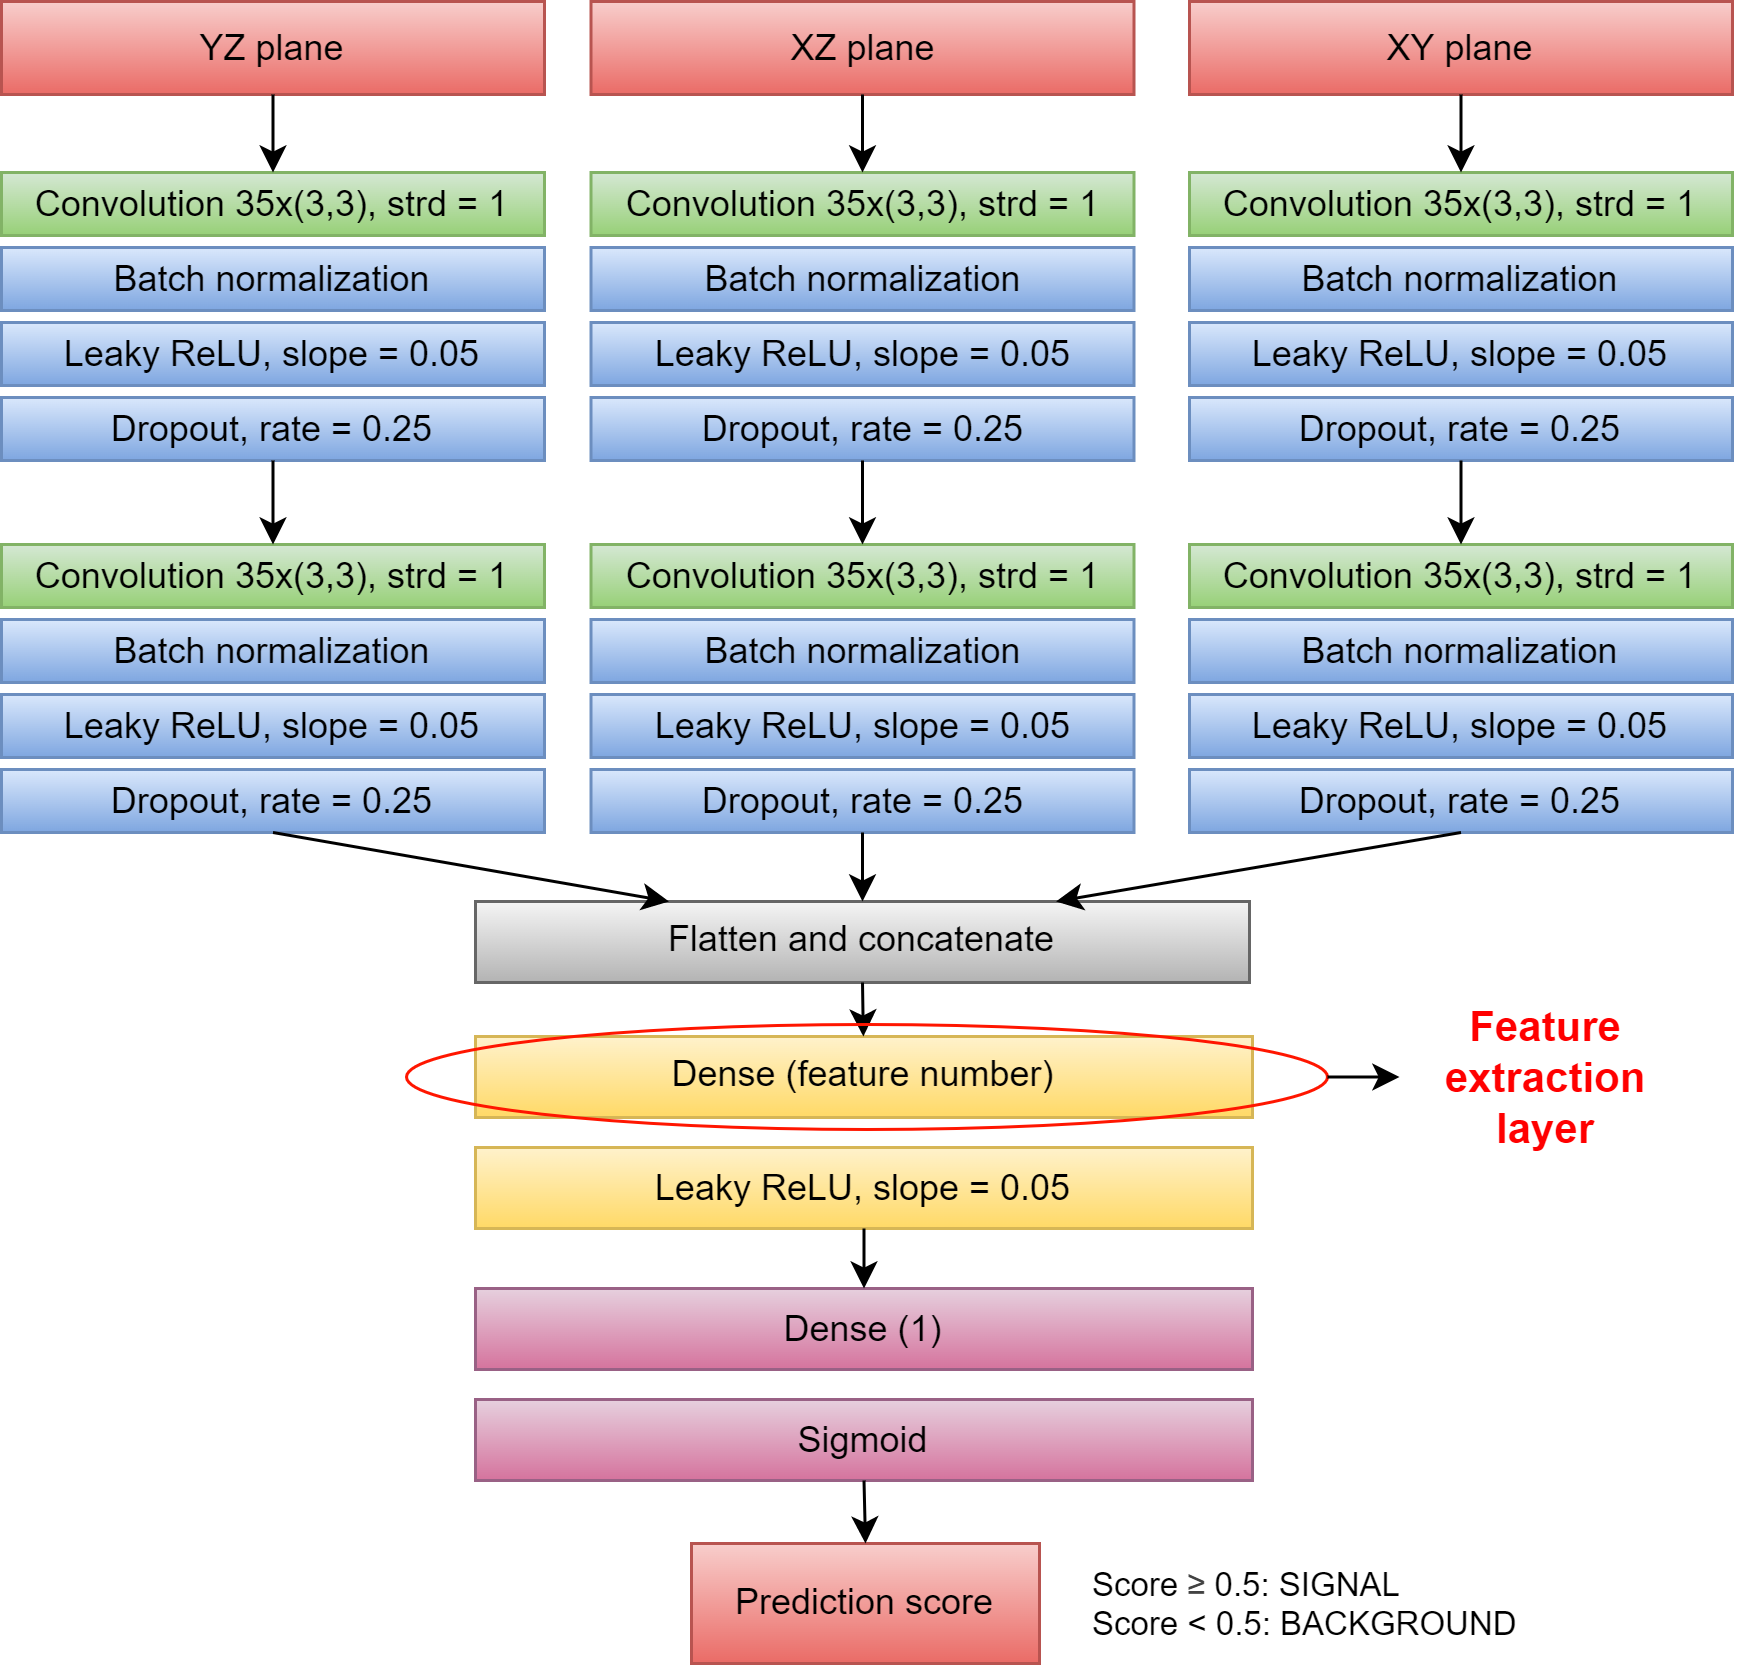 YZ plane
XZ plane
XY plane
Convolution 35x(3,3), strd = 1
Convolution 35x(3,3), strd = 1
Convolution 35x(3,3), strd = 1
Batch normalization
Batch normalization
Batch normalization
Leaky ReLU, slope = 0.05
Leaky ReLU, slope = 0.05
Leaky ReLU, slope = 0.05
Dropout, rate = 0.25
Dropout, rate = 0.25
Dropout, rate = 0.25
Convolution 35x(3,3), strd = 1
Convolution 35x(3,3), strd = 1
Convolution 35x(3,3), strd = 1
Batch normalization
Batch normalization
Batch normalization
Leaky ReLU, slope = 0.05
Leaky ReLU, slope = 0.05
Leaky ReLU, slope = 0.05
Dropout, rate = 0.25
Dropout, rate = 0.25
Dropout, rate = 0.25
Flatten and concatenate
Dense (feature number)
Feature
extraction
layer
Leaky ReLU, slope = 0.05
Dense (1)
Sigmoid
Prediction score
Score ≥ 0.5: SIGNAL
Score < 0.5: BACKGROUND